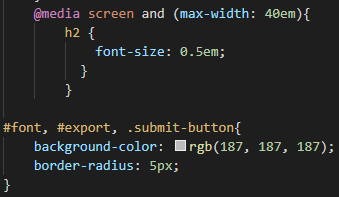 @media screen and (max-width: 40em){
h2 {
font-size: 0.5em;
}
}
#font, #export, .submit-button{
background-color: rgb(187, 187, 187);
border-radius: 5px;
}